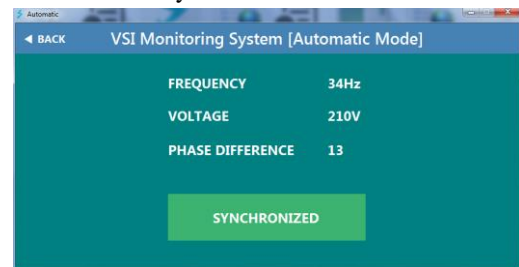 Automatic
◄ BACK VSI Monitoring System [Automatic Mode]
FREQUENCY 34Hz
VOLTAGE 210V
PHASE DIFFERENCE 13
SYNCHRONIZED